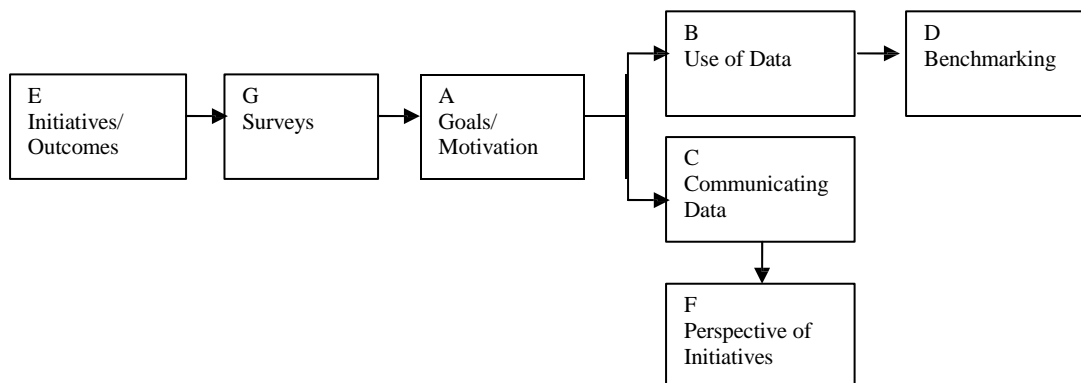 E
Initiatives/
Outcomes
G
Surveys
A
Goals/
Motivation
B
Use of Data
D
Benchmarking
C
Communicating
Data
F
Perspective of
Initiatives